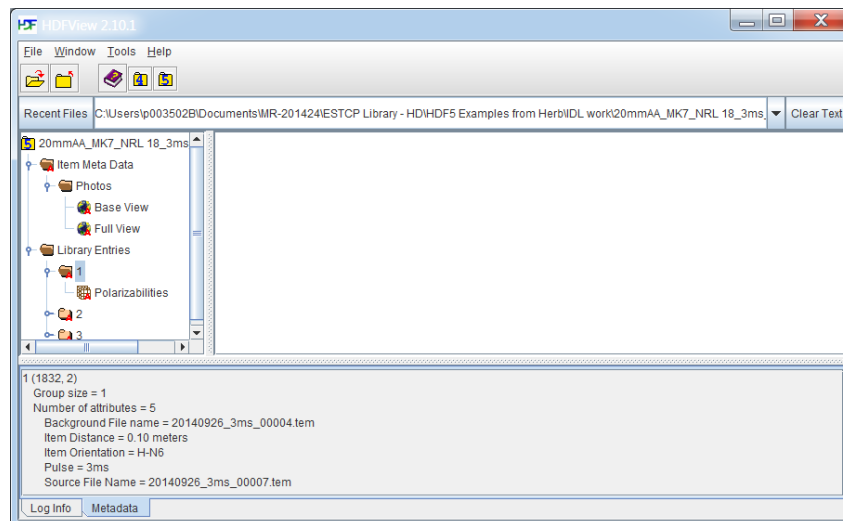 HDF HDFView 2.10.1
File Window Tools Help
4 5
Recent Files C:\Users\p003502B\Documents\MR-201424\ESTCP Library - HD\HDF5 Examples from Herb\IDL work\20mmAA_MK7_NRL 18_3ms_ Clear Text
5 20mmAA_MK7_NRL 18_3ms
Item Meta Data
Photos
Base View
Full View
Library Entries
1
Polarizabilities
2
3
1 (1832, 2)
Group size = 1
Number of attributes = 5
Background File name = 20140926_3ms_00004.tem
Item Distance = 0.10 meters
Item Orientation = H-N6
Pulse = 3ms
Source File Name = 20140926_3ms_00007.tem
Log Info Metadata